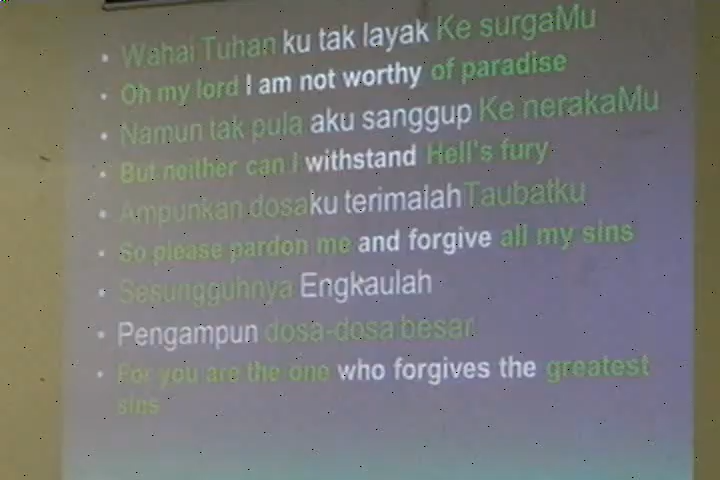 Wahai Tuhan ku tak layak Ke surgaMu
Oh my lord I am not worthy of paradise
Namun tak pula aku sanggup Ke nerakaMu
But neither can I withstand Hell's fury
Ampunkan dosaku terimalah Taubatku
So please pardon me and forgive all my sins
Sesungguhnya Engkaulah
Pengampun dosa-dosa besar
For you are the one who forgives the greatest
sins